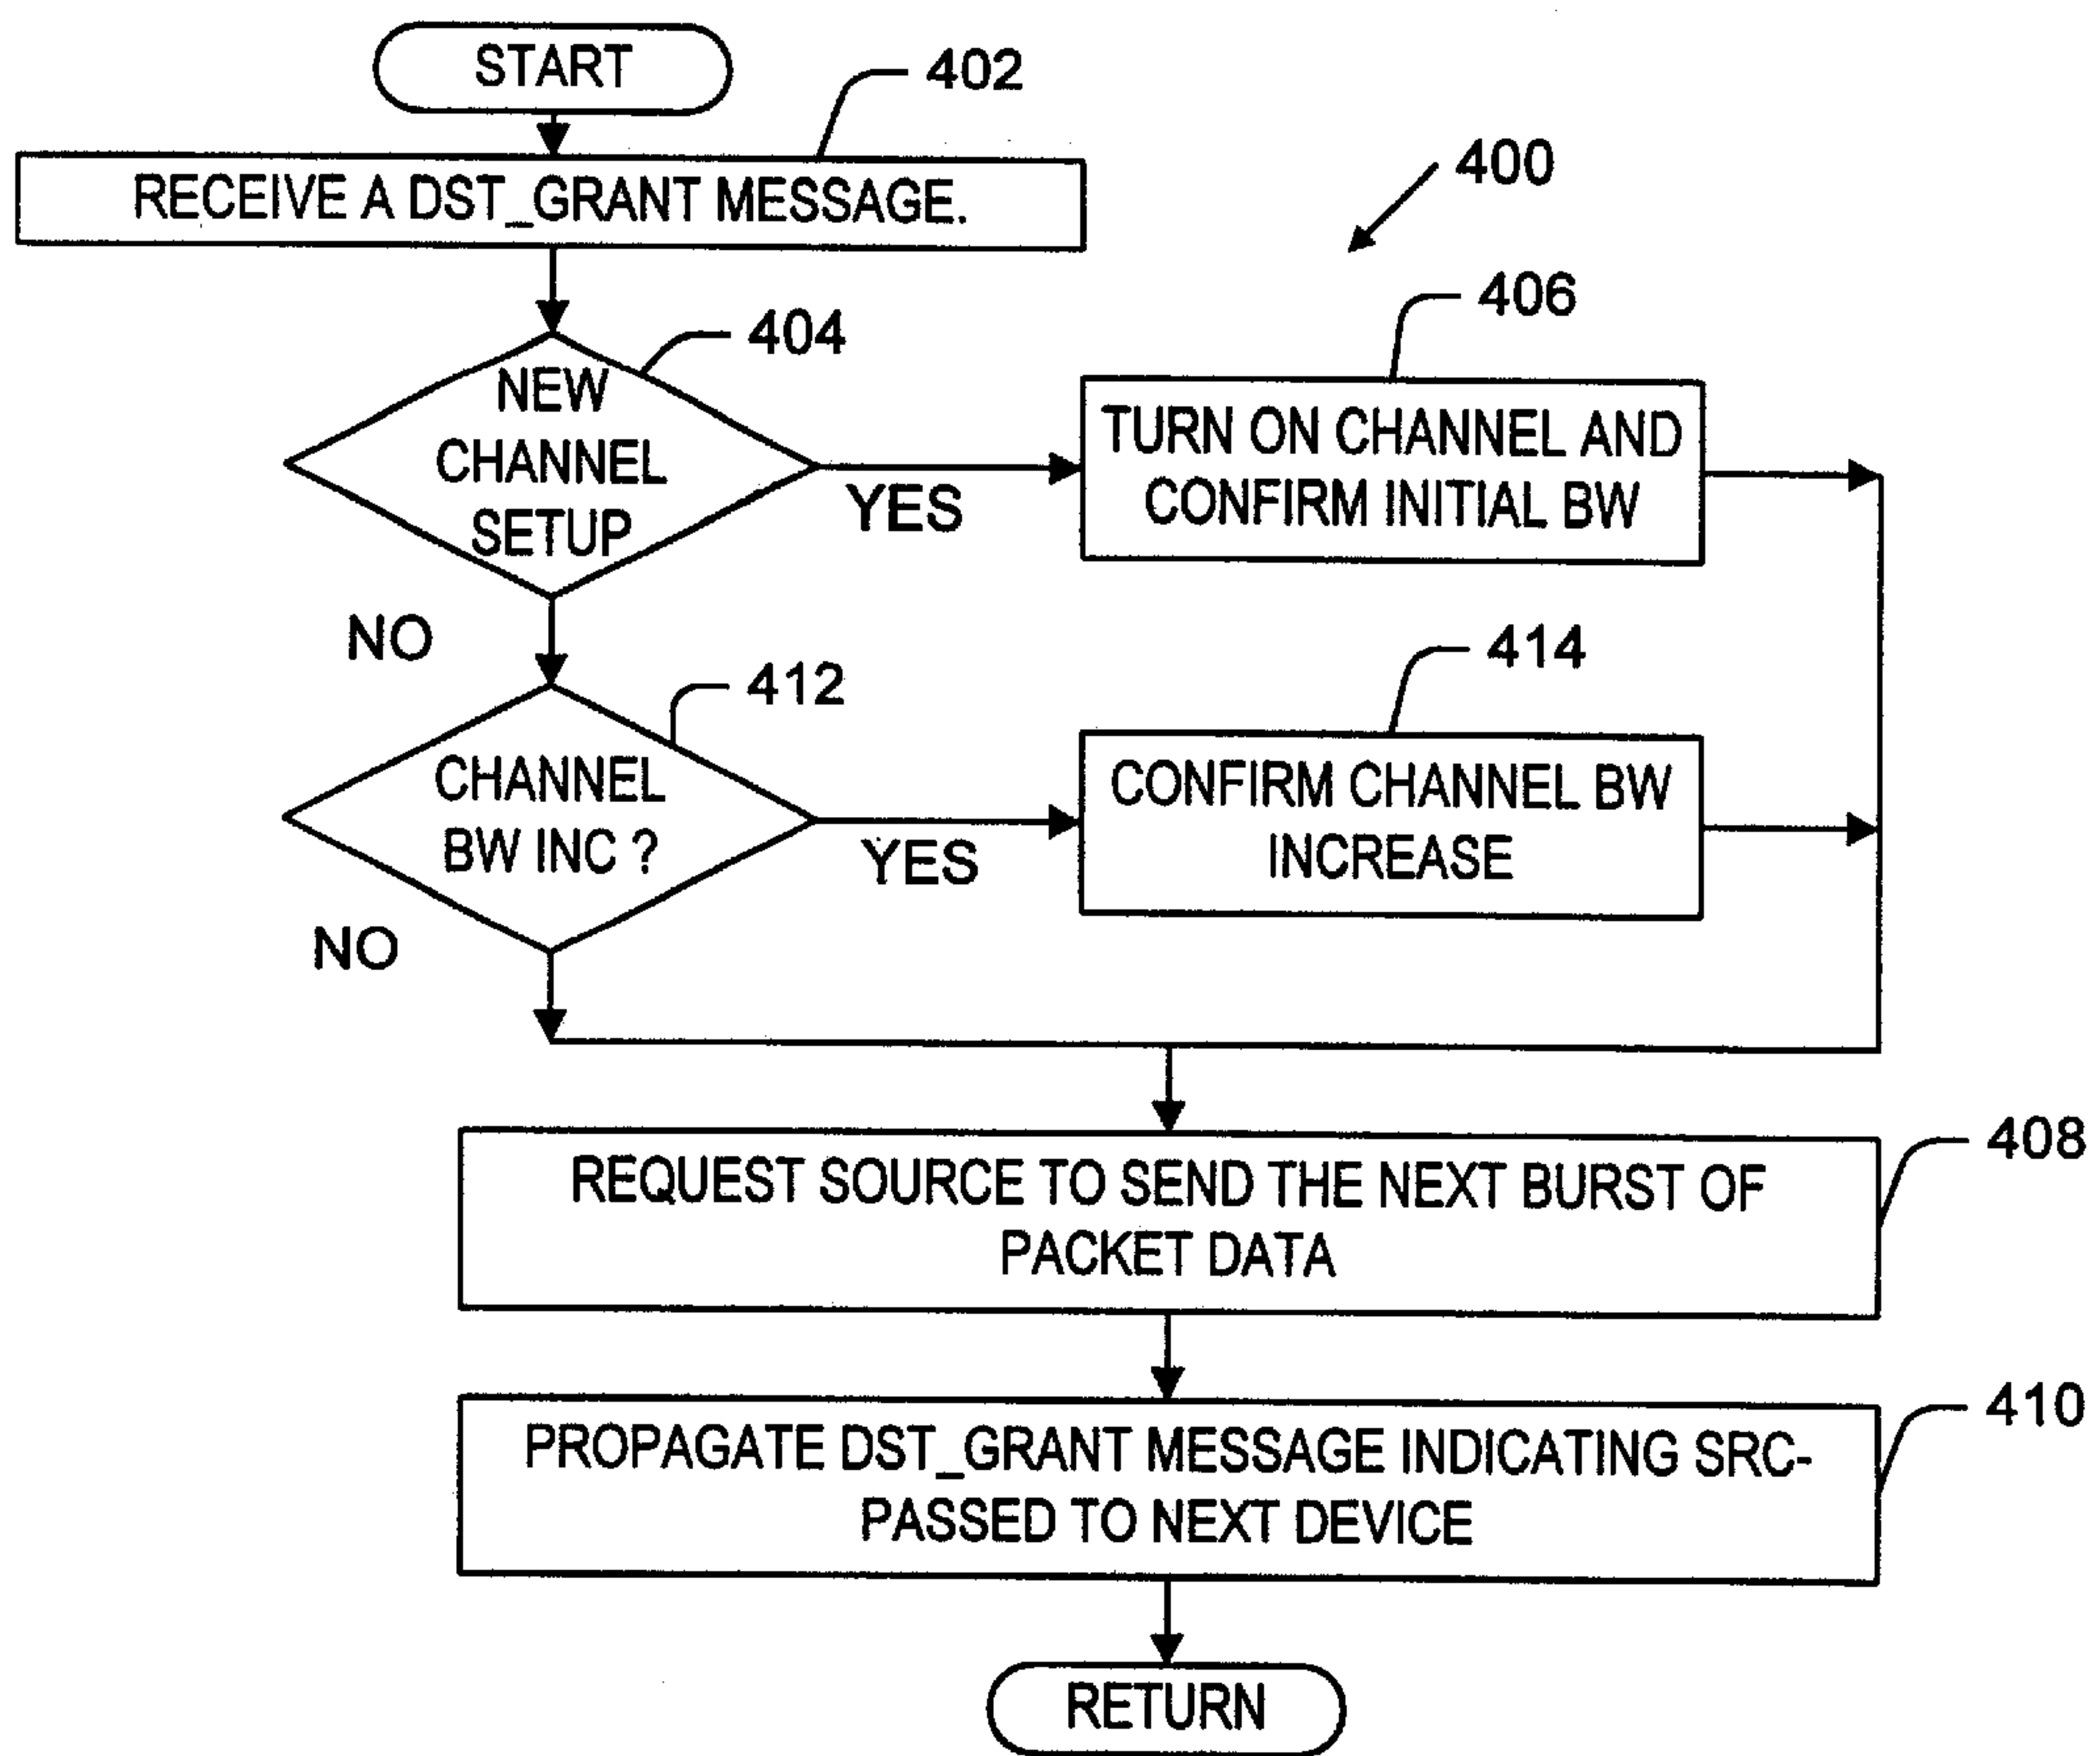 START
402
RECEIVE A DST_GRANT MESSAGE.
400
404
NEW
CHANNEL
SETUP
YES
406
TURN ON CHANNEL AND
CONFIRM INITIAL BW
NO
412
CHANNEL
BW INC ?
YES
414
CONFIRM CHANNEL BW
INCREASE
NO
408
REQUEST SOURCE TO SEND THE NEXT BURST OF
PACKET DATA
410
PROPAGATE DST_GRANT MESSAGE INDICATING SRC-
PASSED TO NEXT DEVICE
RETURN